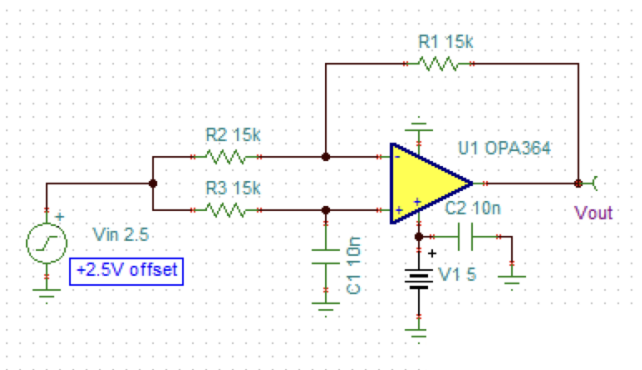 R1 15k
R2 15k
U1 OPA364
R3 15k
C2 10n
Vout
Vin 2.5
C1 10n
+2.5V offset
V1 5